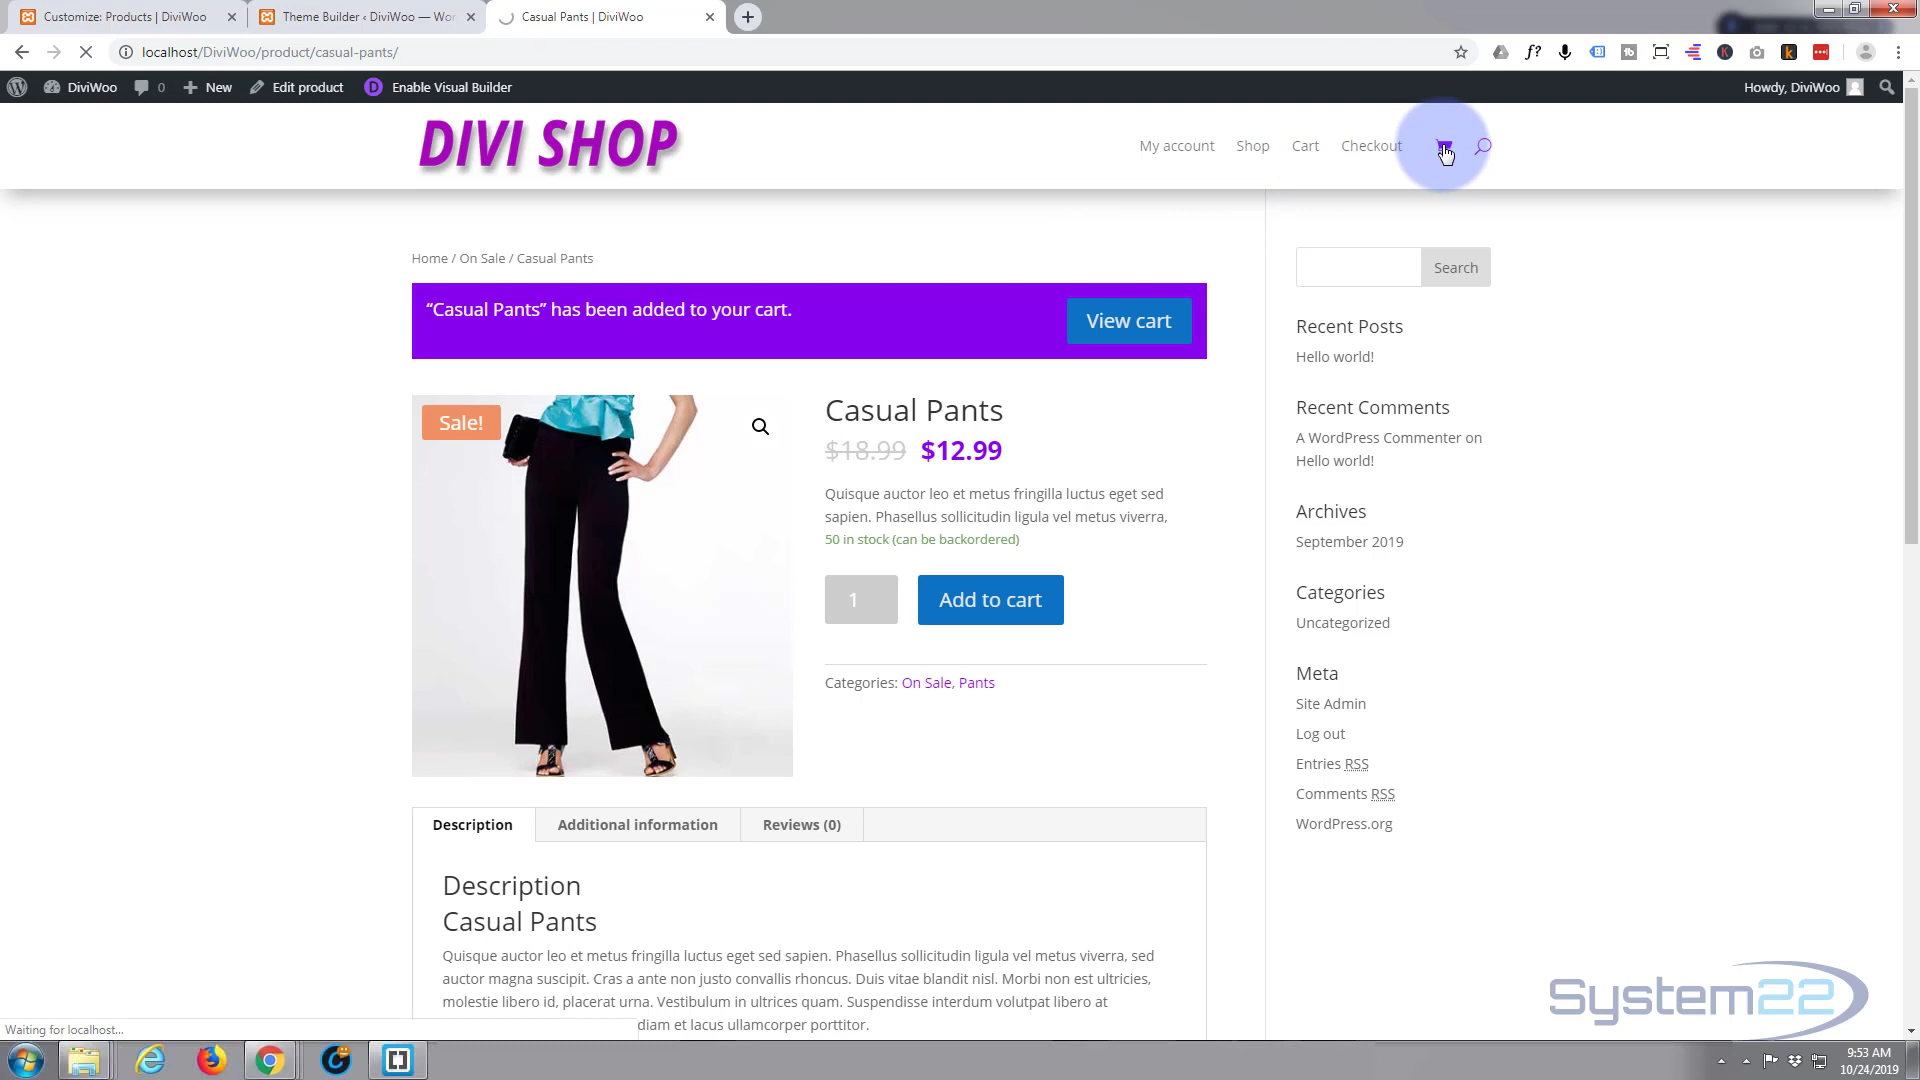 Customize: Products | DiviWoo
Theme Builder ‹ DiviWoo — Wor
Casual Pants | DiviWoo
localhost/DiviWoo/product/casual-pants/
DiviWoo
0
New
Edit product
Enable Visual Builder
Howdy, DiviWoo
DIVI SHOP
My account
Shop
Cart
Checkout
Home / On Sale / Casual Pants
“Casual Pants” has been added to your cart.
View cart
Sale!
Casual Pants
$18.99 $12.99
Quisque auctor leo et metus fringilla luctus eget sed
sapien. Phasellus sollicitudin ligula vel metus viverra,
50 in stock (can be backordered)
1
Add to cart
Categories: On Sale, Pants
Search
Recent Posts
Hello world!
Recent Comments
A WordPress Commenter on
Hello world!
Archives
September 2019
Categories
Uncategorized
Meta
Site Admin
Log out
Entries RSS
Comments RSS
WordPress.org
Description
Additional information
Reviews (0)
Description
Casual Pants
Quisque auctor leo et metus fringilla luctus eget sed sapien. Phasellus sollicitudin ligula vel metus viverra, sed
auctor magna suscipit. Cras a ante non justo convallis rhoncus. Duis vitae blandit nisl. Morbi non est ultricies,
molestie libero id, placerat urna. Vestibulum in ultrices quam. Suspendisse interdum volutpat libero at
diam et lacus ullamcorper porttitor.
Waiting for localhost...
System22
9:53 AM
10/24/2019